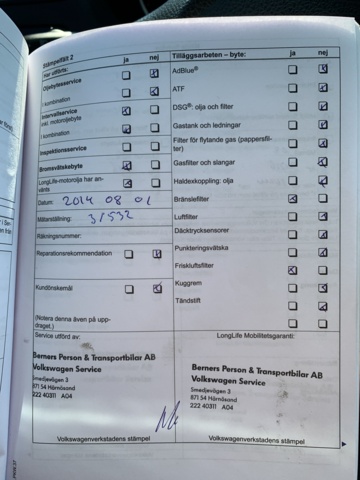 Stämpelfält 2
ja nej
Har utförts:
Oljebytesservice
I kombination
Intervallservice
inkl. motoroljebyte
I kombination
Inspektionsservice
Bromsvätskebyte
LongLife-motorolja har an-
vänts
Datum: 2014 08 01
Mätarställning: 31532
Räkningsnummer:
Reparationsrekommendation
Kundönskemål
(Notera denna även på upp-
draget.)
Service utförd av:
Berners Person & Transportbilar AB
Volkswagen Service
Smedjevägen 3
871 54 Härnösand
222 40311 A04
Volkswagenverkstadens stämpel
Tilläggsarbeten – byte:
ja nej
AdBlue®
ATF
DSG®: olja och filter
Gastank och ledningar
Filter för flytande gas (pappersfil-
ter)
Gasfilter och slangar
Haldexkoppling: olja
Bränslefilter
Luftfilter
Däcktrycksensorer
Punkteringsvätska
Friskluftsfilter
Kuggrem
Tändstift
LongLife Mobilitetsgaranti:
Berners Person & Transportbilar AB
Volkswagen Service
Smedjevägen 3
871 54 Härnösand
222 40311 A04
Volkswagenverkstadens stämpel